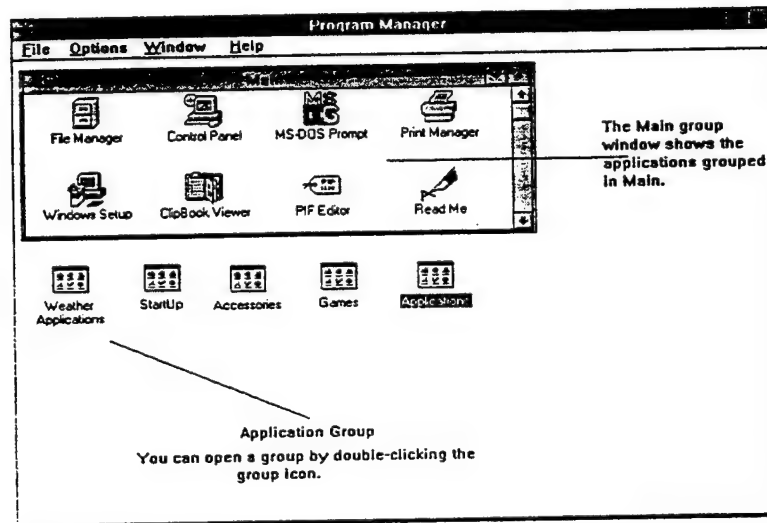 Program Manager
File Options Window Help
Main
File Manager Control Panel MS-DOS Prompt Print Manager
Windows Setup ClipBook Viewer PIF Editor Read Me
The Main group
window shows the
applications grouped
in Main.
Weather
Applications
StartUp Accessories Games Applications
Application Group
You can open a group by double-clicking the
group icon.